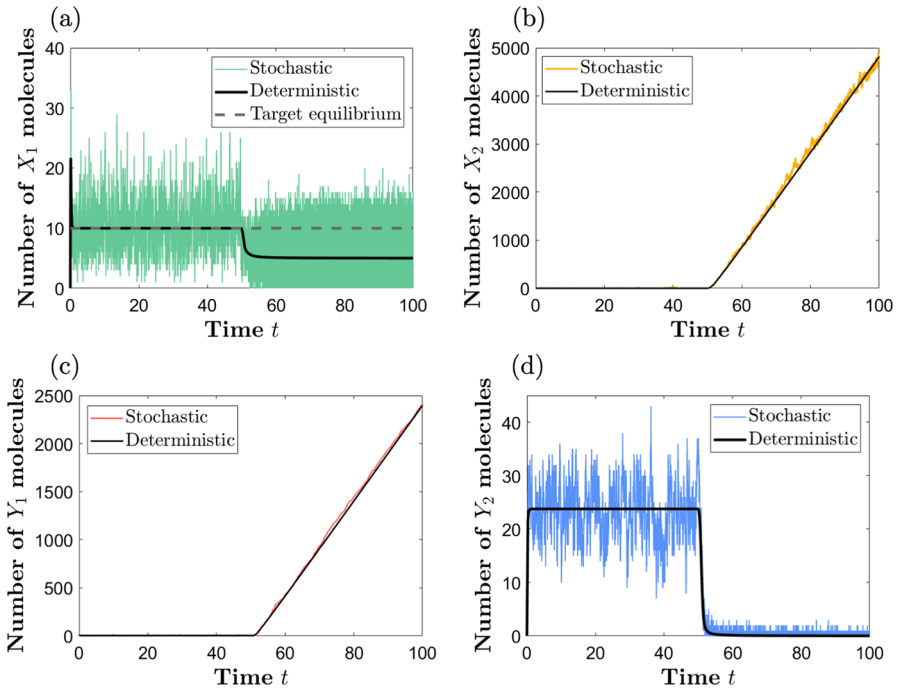 (a)
Number of X₁ molecules
40
30
20
10
0
Stochastic
Deterministic
Target equilibrium
0 20 40 60 80 100
Time t
(b)
Number of X₂ molecules
5000
4000
3000
2000
1000
0
Stochastic
Deterministic
0 20 40 60 80 100
Time t
(c)
Number of Y₁ molecules
2500
2000
1500
1000
500
0
Stochastic
Deterministic
0 20 40 60 80 100
Time t
(d)
Number of Y₂ molecules
40
30
20
10
0
Stochastic
Deterministic
0 20 40 60 80 100
Time t